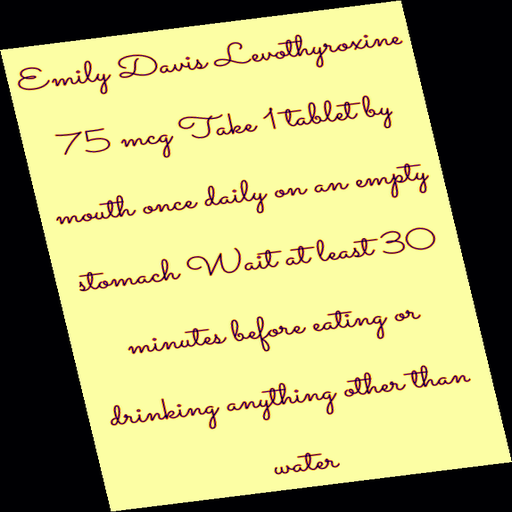 Emily Davis Levothyroxine
75 mcg Take 1 tablet by
mouth once daily on an empty
stomach Wait at least 30
minutes before eating or
drinking anything other than
water